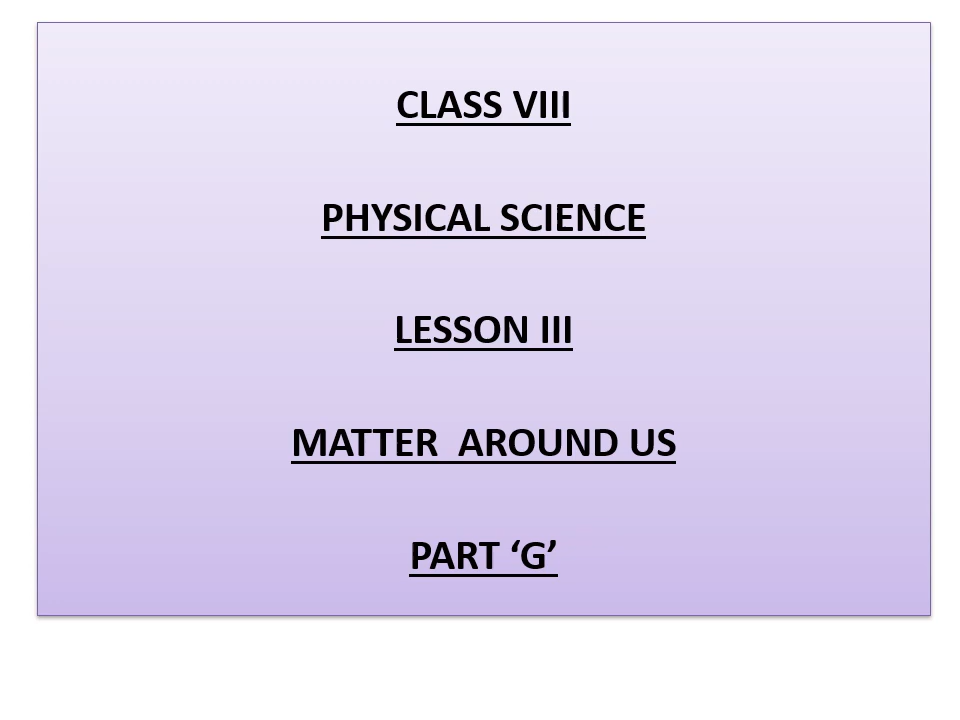 CLASS VIII
PHYSICAL SCIENCE
LESSON III
MATTER  AROUND US
PART ‘G’